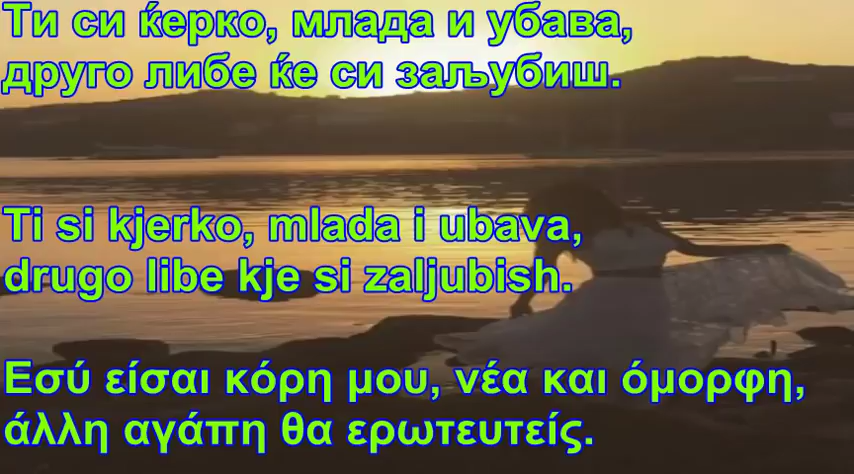 Ти си ќерко, млада и убава,
друго либе ќе си заљубиш.
Ti si kjerko, mlada i ubava,
drugo libe kje si zaljubish.
Εσύ είσαι κόρη μου, νέα και όμορφη,
άλλη αγάπη θα ερωτευτείς.